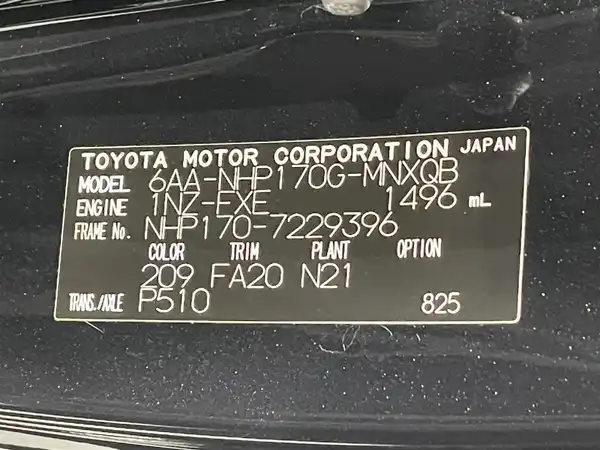 TOYOTA MOTOR CORPORATION JAPAN
MODEL 6AA-NHP170G-MNXQB
ENGINE 1NZ-EXE 1496 mL
FRAME No. NHP170-7229396
COLOR TRIM PLANT OPTION
209 FA20 N21
TRANS./AXLE P510 825